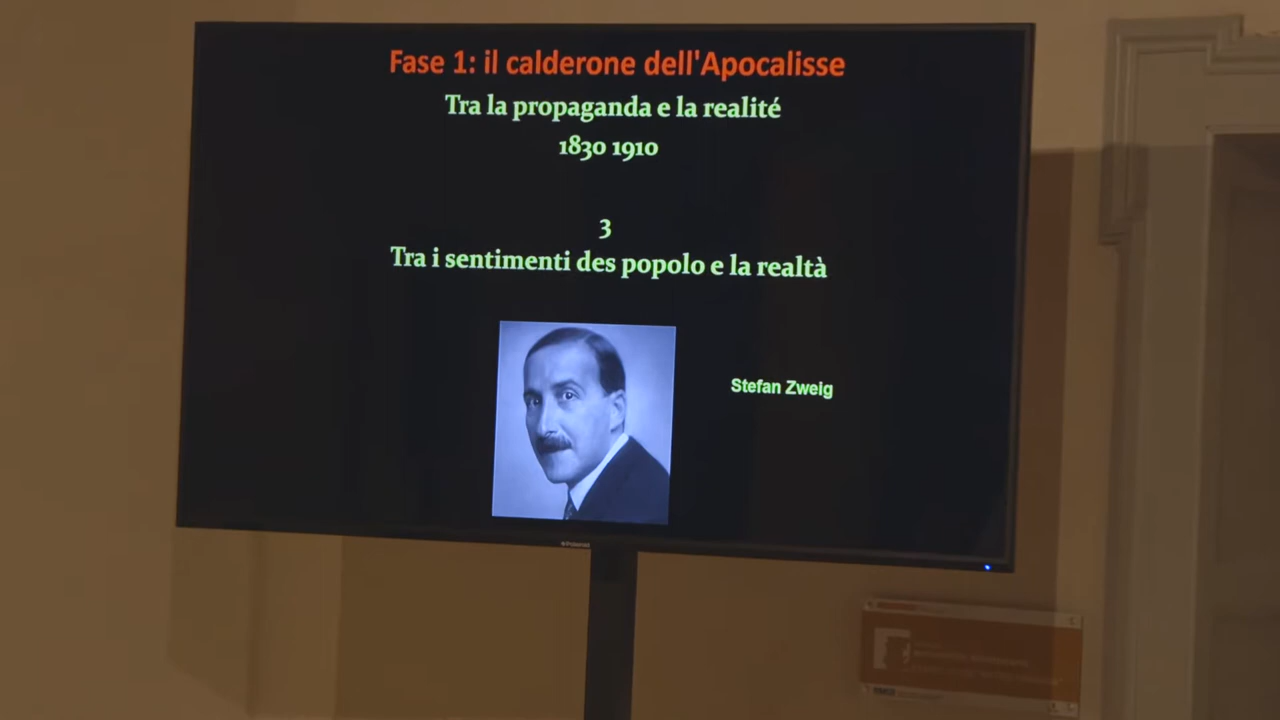 Fase 1: il calderone dell'Apocalisse
Tra la propaganda e la realité
1830 1910
3
Tra i sentimenti des popolo e la realtà
Stefan Zweig
Polaroid